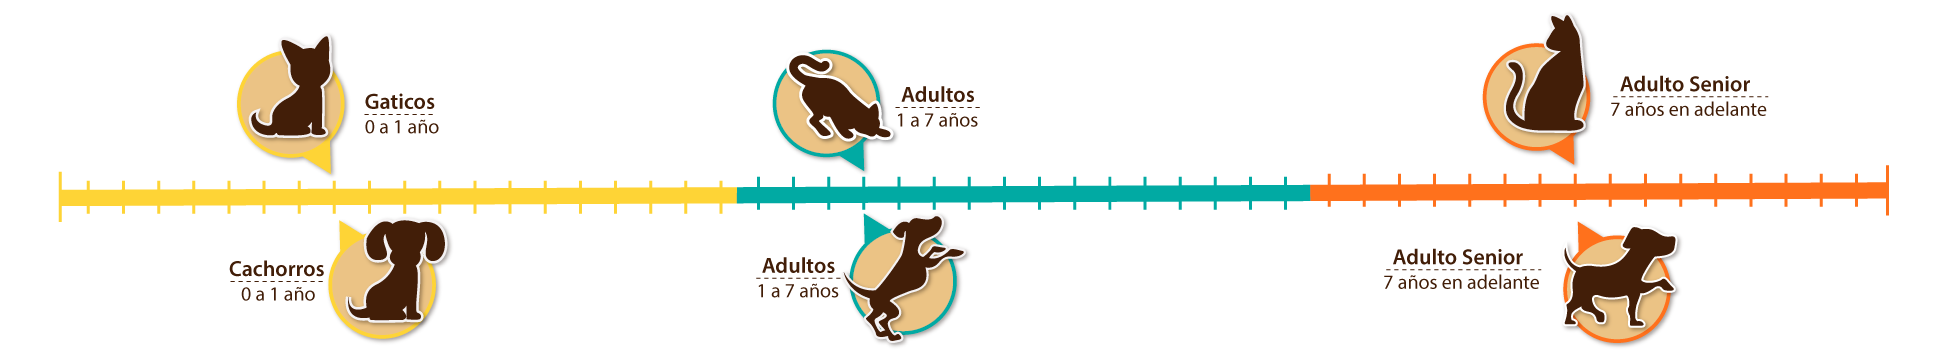 Gaticos
0 a 1 año
Adultos
1 a 7 años
Adulto Senior
7 años en adelante
Cachorros
0 a 1 año
Adultos
1 a 7 años
Adulto Senior
7 años en adelante